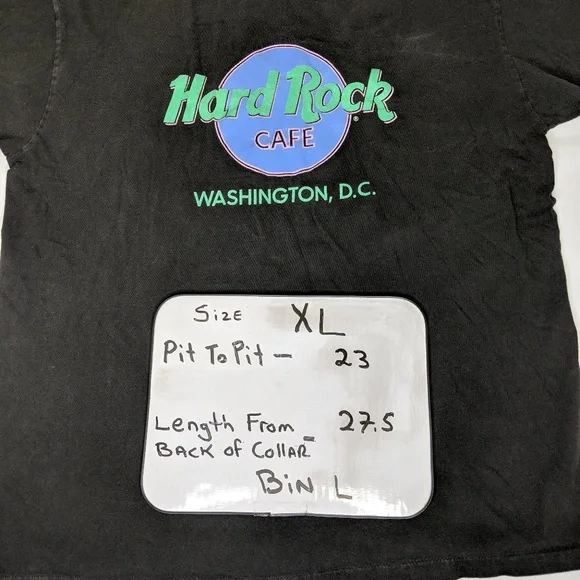 Hard Rock ®
CAFE
WASHINGTON, D.C.
SIZE XL
Pit To Pit - 23
Length From
BACK of COllAR - 27.5
BiN L